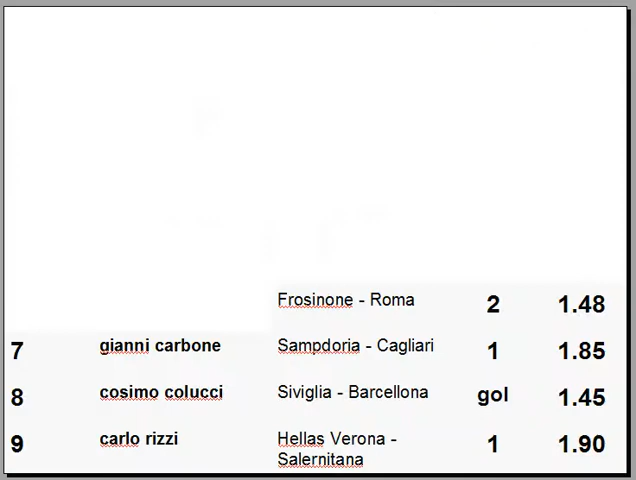 Frosinone - Roma 2 1.48
7 gianni carbone Sampdoria - Cagliari 1 1.85
8 cosimo colucci Siviglia - Barcellona gol 1.45
9 carlo rizzi Hellas Verona - 1 1.90
Salernitana